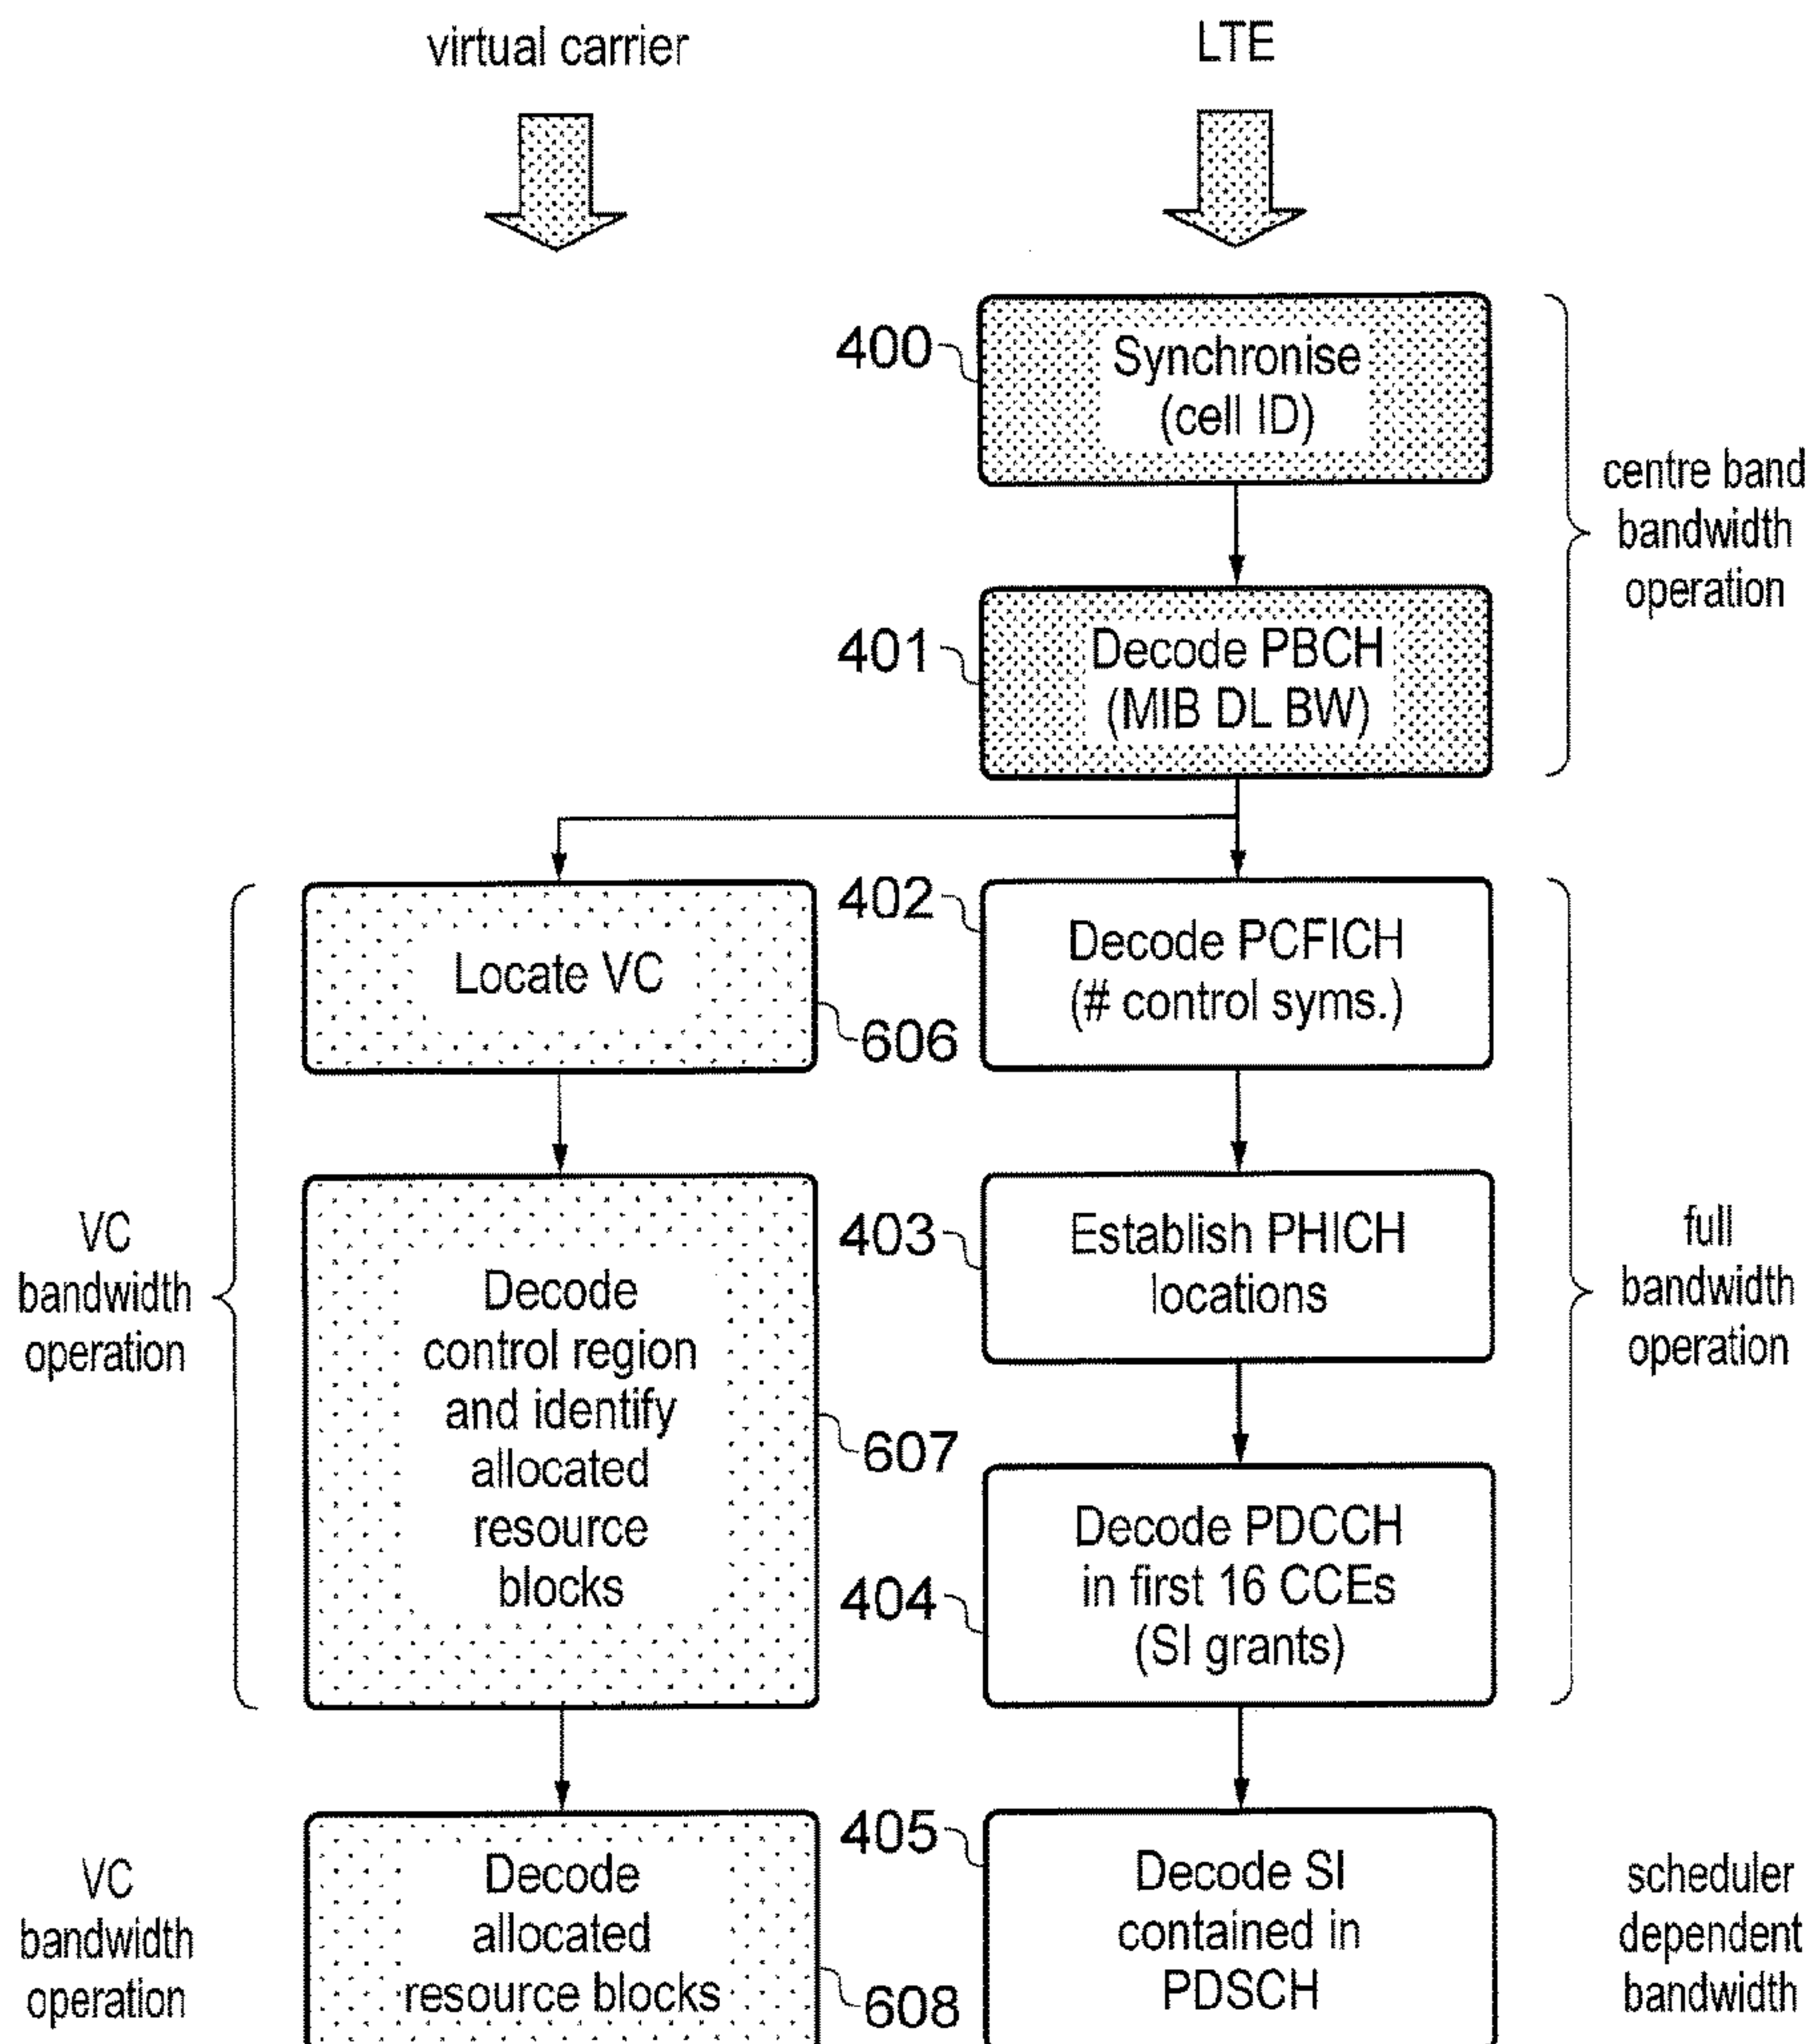 virtual carrier
LTE
400
Synchronise
(cell ID)
centre band
bandwidth
operation
401
Decode PBCH
(MIB DL BW)
Locate VC
606
402
Decode PCFICH
(# control syms.)
VC
bandwidth
operation
Decode
control region
and identify
allocated
resource
blocks
607
403
Establish PHICH
locations
full
bandwidth
operation
404
Decode PDCCH
in first 16 CCEs
(SI grants)
VC
bandwidth
operation
Decode
allocated
resource blocks
608
405
Decode SI
contained in
PDSCH
scheduler
dependent
bandwidth